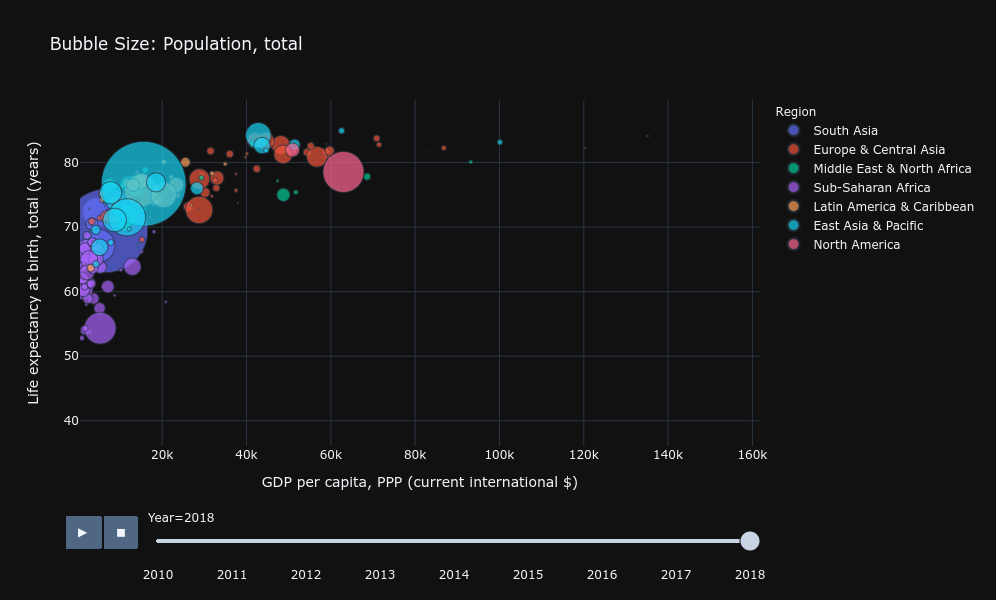 Bubble Size: Population, total
Region
South Asia
Europe & Central Asia
Middle East & North Africa
Sub-Saharan Africa
Latin America & Caribbean
East Asia & Pacific
North America
Life expectancy at birth, total (years)
80
70
60
50
40
20k 40k 60k 80k 100k 120k 140k 160k
GDP per capita, PPP (current international $)
Year=2018
2010 2011 2012 2013 2014 2015 2016 2017 2018